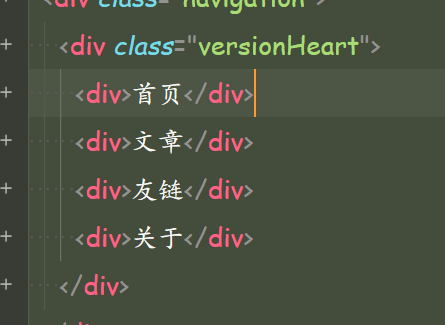 <div class="navigation">
<div class="versionHeart">
<div>首页</div>
<div>文章</div>
<div>友链</div>
<div>关于</div>
</div>
</div>